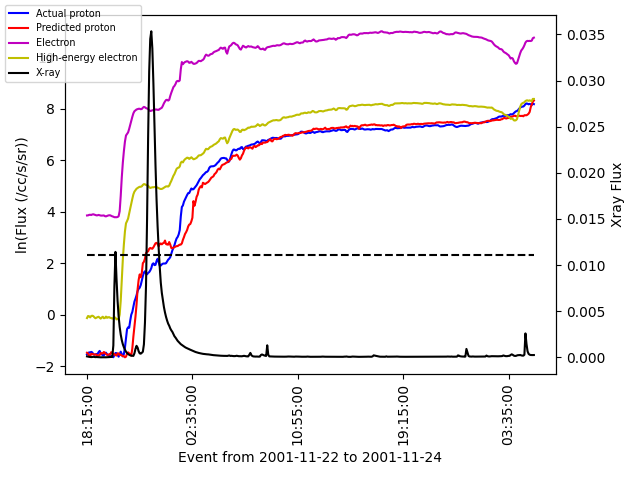 Actual proton
Predicted proton
Electron
High-energy electron
X-ray
8
6
4
2
0
−2
ln(Flux (/cc/s/sr))
0.035
0.030
0.025
0.020
0.015
0.010
0.005
0.000
Xray Flux
18:15:00
02:35:00
10:55:00
19:15:00
03:35:00
Event from 2001-11-22 to 2001-11-24